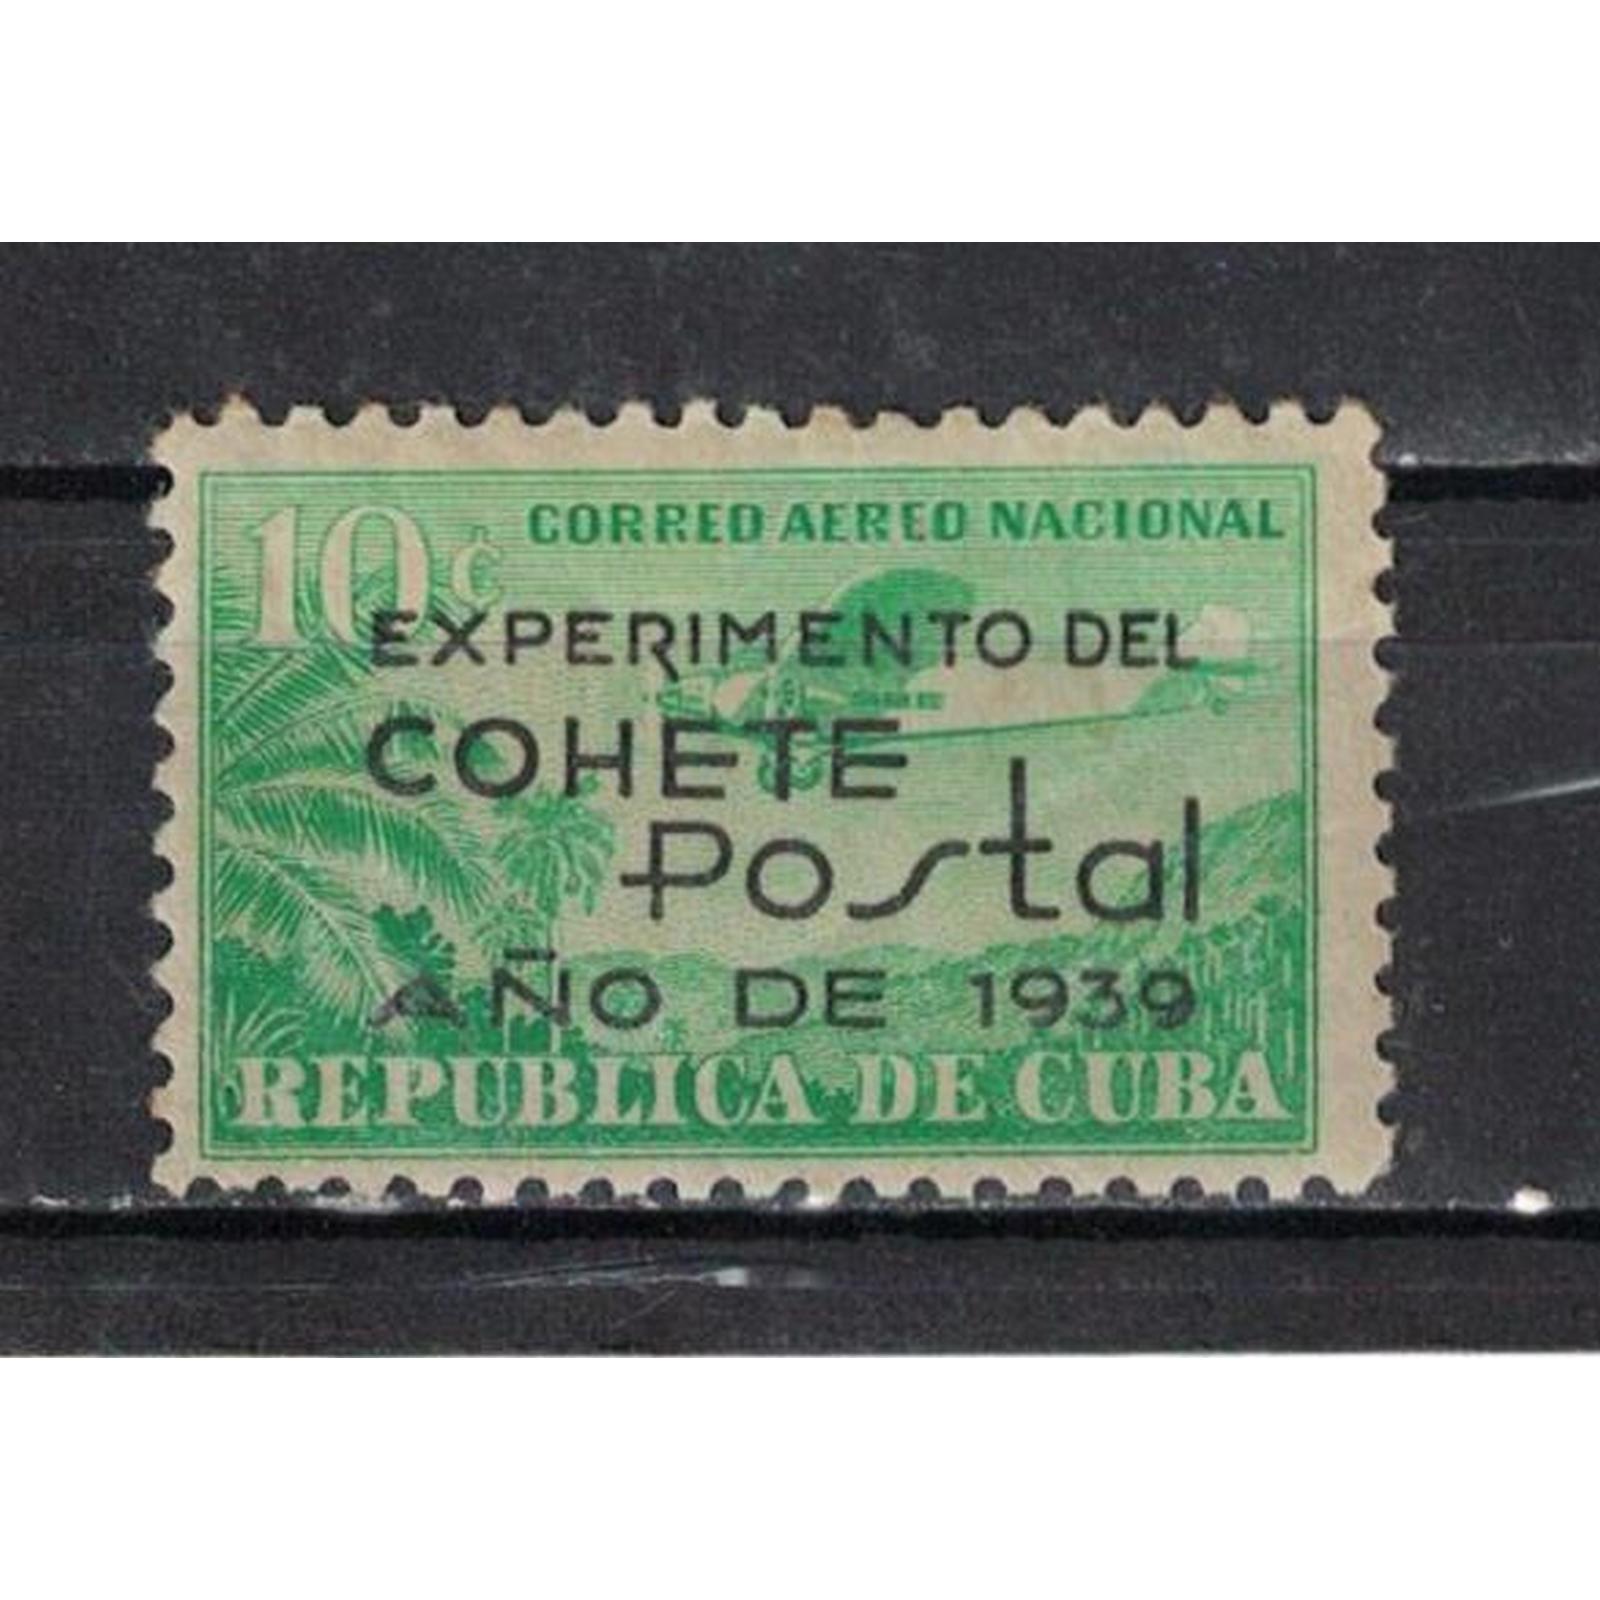 10¢ CORREO AEREO NACIONAL
EXPERIMENTO DEL
COHETE
Postal
AÑO DE 1939
REPUBLICA DE CUBA